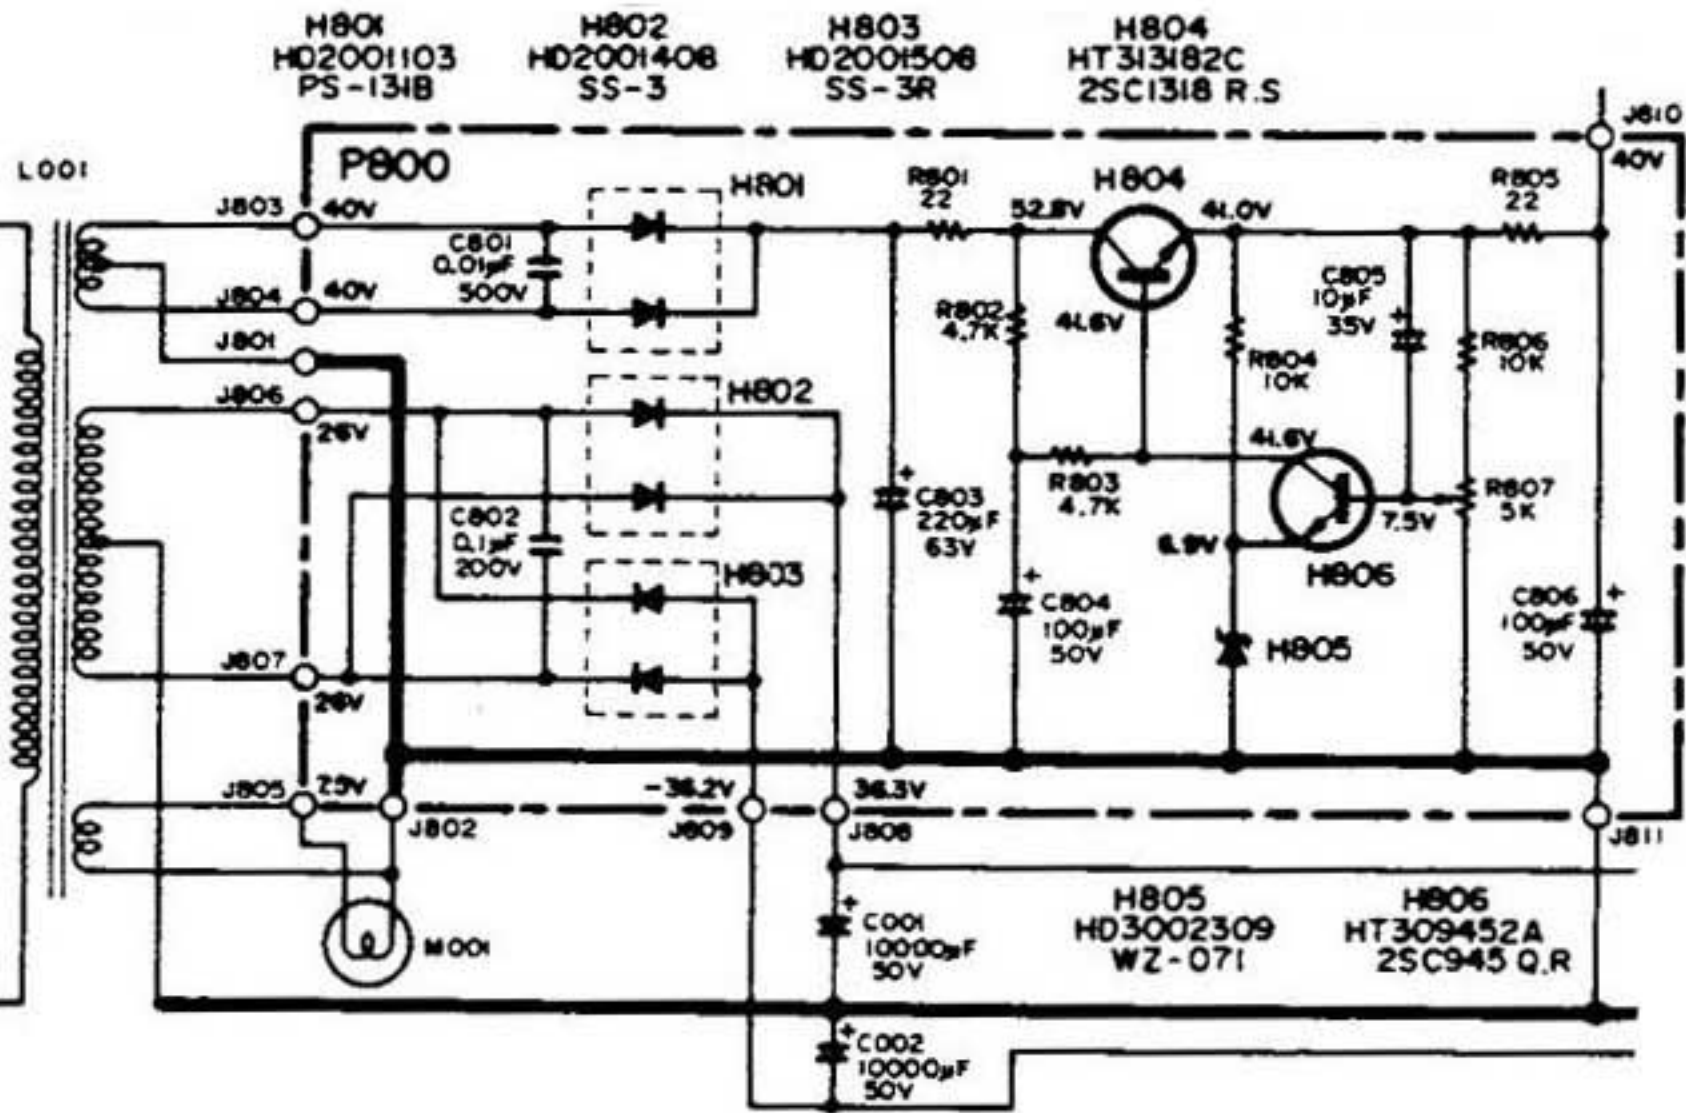 H801
HD2001103
PS-131B
H802
HD2001408
SS-3
H803
HD2001508
SS-3R
H804
HT313182C
2SC1318 R.S
J810
40V
L001
P800
J803
40V
C801
0.01µF
500V
H801
R801
22
52.8V
H804
41.0V
R805
22
J804
40V
J801
R802
4.7K
41.6V
R804
10K
C805
10µF
35V
R806
10K
J806
26V
H802
41.6V
R803
4.7K
C803
220µF
63V
7.5V
R807
5K
C802
0.1µF
200V
6.9V
H806
H803
C804
100µF
50V
H805
C806
100µF
50V
J807
26V
J805
7.5V
J802
-36.2V
J809
36.3V
J808
J811
M001
C001
10000µF
50V
H805
HD3002309
WZ-071
H806
HT309452A
2SC945 Q.R
C002
10000µF
50V